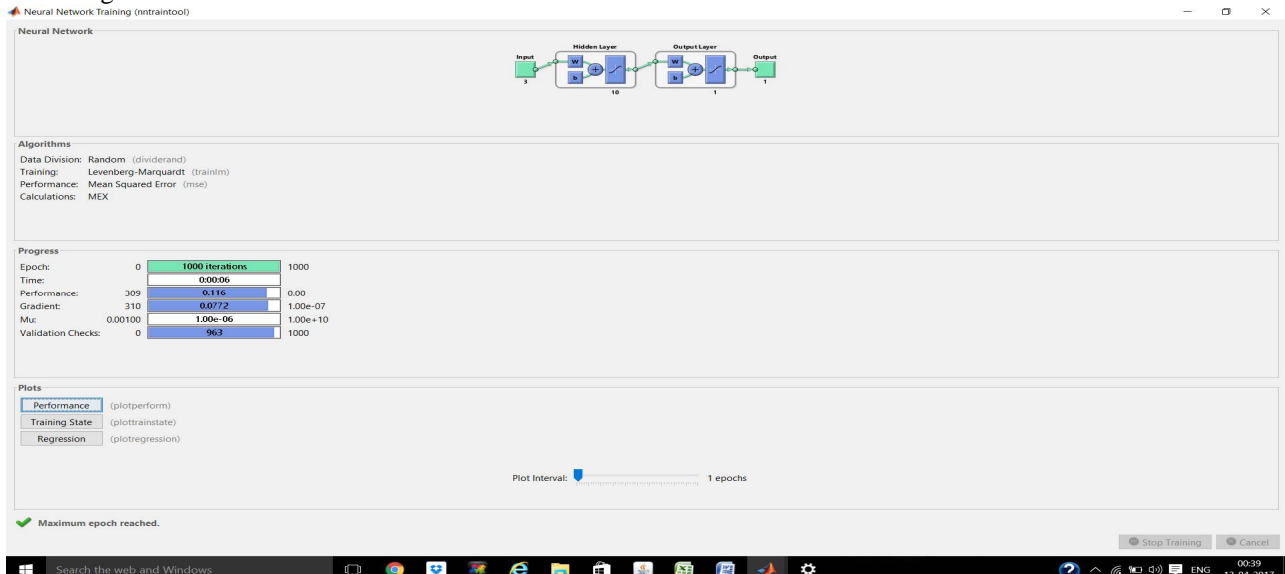 Neural Network Training (nntraintool)
Neural Network
Hidden Layer
Output Layer
Input
Output
W
b
W
b
3
10
1
1
Algorithms
Data Division: Random (dividerand)
Training: Levenberg-Marquardt (trainlm)
Performance: Mean Squared Error (mse)
Calculations: MEX
Progress
Epoch: 0 1000 iterations 1000
Time: 0:00:06
Performance: 309 0.116 0.00
Gradient: 310 0.0772 1.00e-07
Mu: 0.00100 1.00e-06 1.00e+10
Validation Checks: 0 963 1000
Plots
Performance (plotperform)
Training State (plottrainstate)
Regression (plotregression)
Plot Interval: 1 epochs
Maximum epoch reached.
Stop Training Cancel
Search the web and Windows
ENG
00:39
12-04-2017